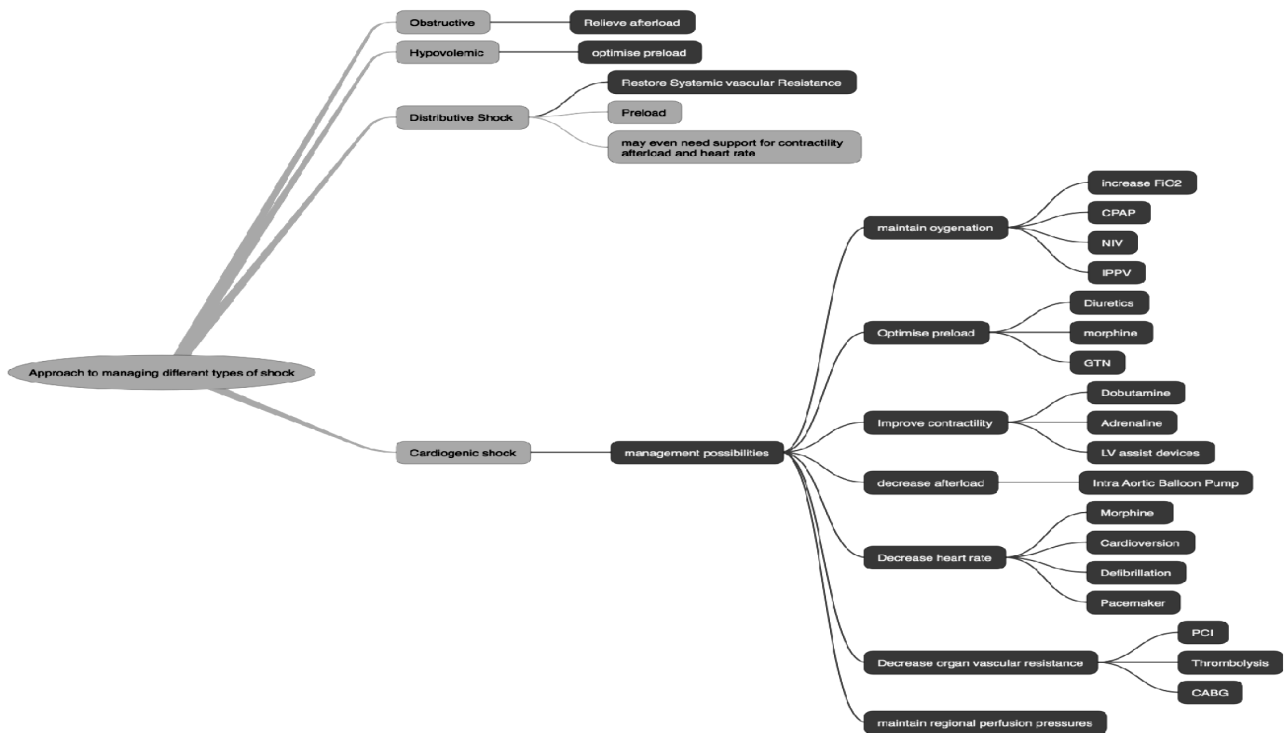 Obstructive
Relieve afterload
Hypovolemic
optimise preload
Distributive Shock
Restore Systemic vascular Resistance
Preload
may even need support for contractility
afterload and heart rate
Approach to managing different types of shock
Cardiogenic shock
management possibilities
maintain oygenation
increase FiO2
CPAP
NIV
IPPV
Optimise preload
Diuretics
morphine
GTN
Improve contractility
Dobutamine
Adrenaline
LV assist devices
decrease afterload
Intra Aortic Balloon Pump
Decrease heart rate
Morphine
Cardioversion
Defibrillation
Pacemaker
Decrease organ vascular resistance
PCI
Thrombolysis
CABG
maintain regional perfusion pressures